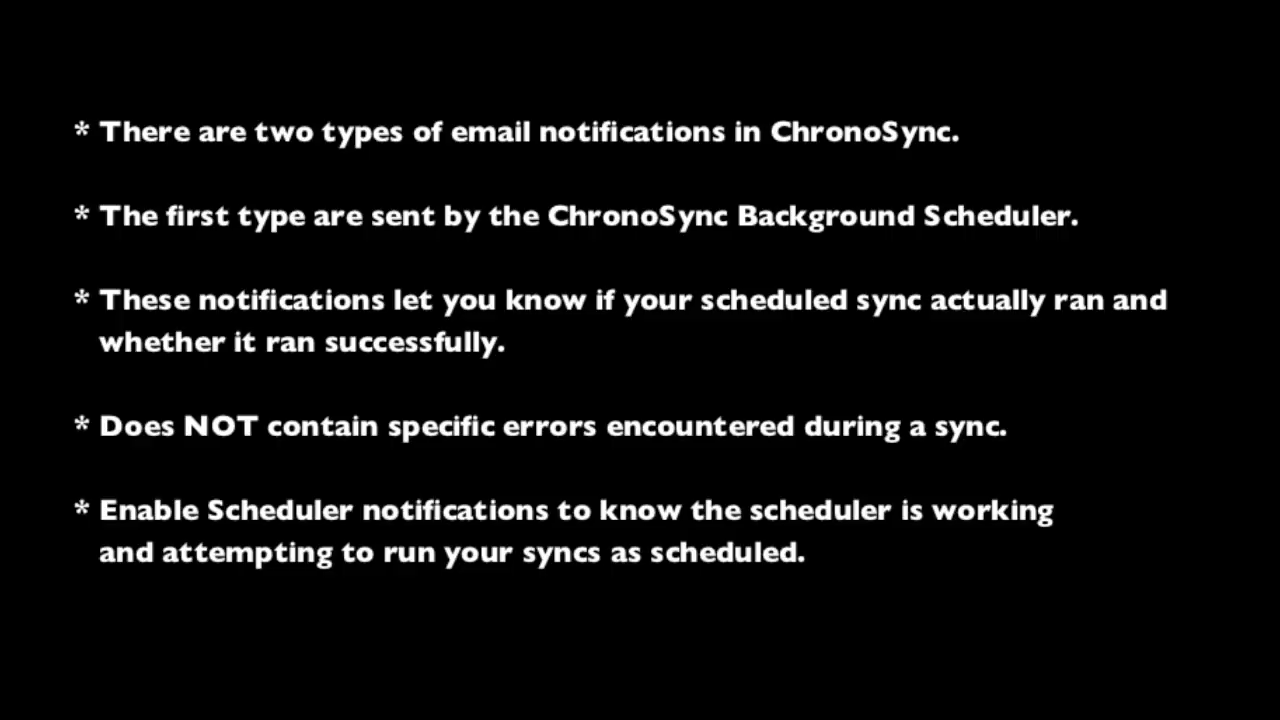 * There are two types of email notifications in ChronoSync.
* The first type are sent by the ChronoSync Background Scheduler.
* These notifications let you know if your scheduled sync actually ran and
whether it ran successfully.
* Does NOT contain specific errors encountered during a sync.
* Enable Scheduler notifications to know the scheduler is working
and attempting to run your syncs as scheduled.